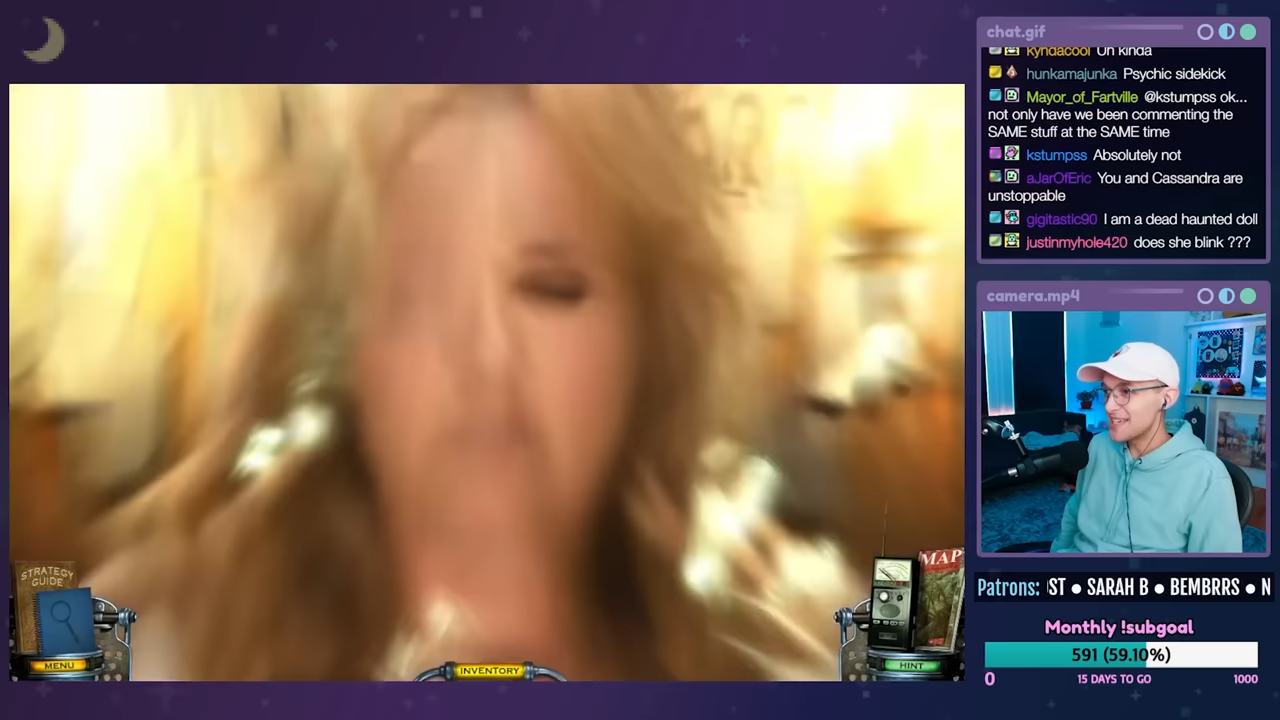 chat.gif
kyndacool Uh kinda
hunkamajunka Psychic sidekick
Mayor_of_Fartville @kstumpss ok...
not only have we been commenting the
SAME stuff at the SAME time
kstumpss Absolutely not
aJarOfEric You and Cassandra are
unstoppable
gigitastic90 I am a dead haunted doll
justinmyhole420 does she blink ???
camera.mp4
STRATEGY
GUIDE
MENU
INVENTORY
MAP
HINT
Patrons: ST ● SARAH B ● BEMBRRS ● N
Monthly !subgoal
591 (59.10%)
0
15 DAYS TO GO
1000